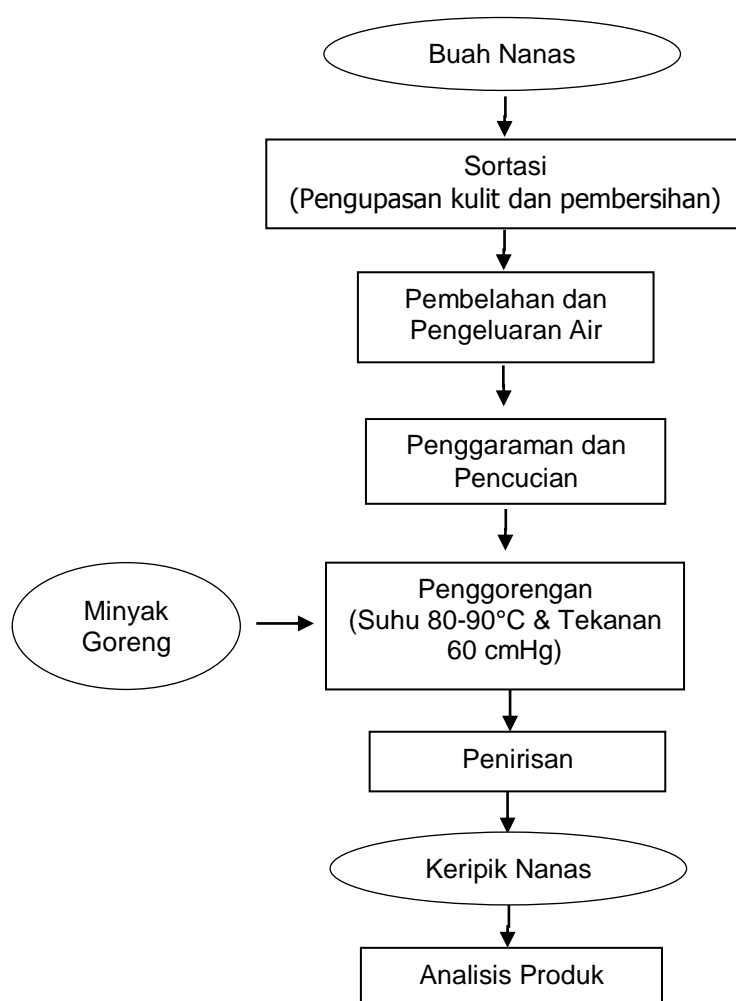 Buah Nanas
Sortasi
(Pengupasan kulit dan pembersihan)
Pembelahan dan
Pengeluaran Air
Penggaraman dan
Pencucian
Minyak
Goreng
Penggorengan
(Suhu 80-90°C & Tekanan
60 cmHg)
Penirisan
Keripik Nanas
Analisis Produk